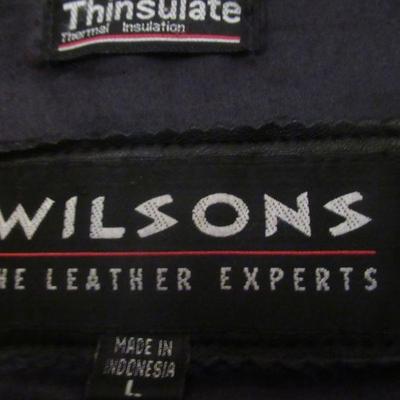 Thinsulate
Thermal Insulation
WILSONS
HE LEATHER EXPERTS
MADE IN
INDONESIA
L